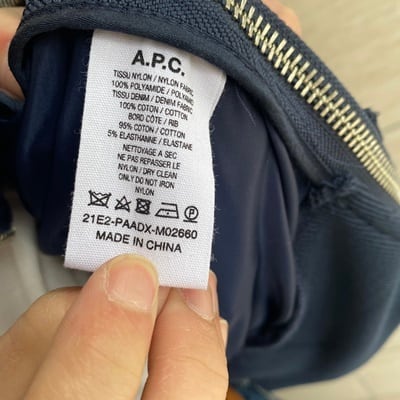 A.P.C.
TISSU NYLON / NYLON FABRIC
100% POLYAMIDE / POLYAMID
TISSU DENIM / DENIM FABRIC
100% COTON / COTTON
BORD CÔTE / RIB
95% COTON / COTTON
5% ELASTHANNE / ELASTANE
NETTOYAGE A SEC
NE PAS REPASSER LE
NYLON / DRY CLEAN
ONLY DO NOT IRON
NYLON
P
21E2-PAADX-M02660
MADE IN CHINA